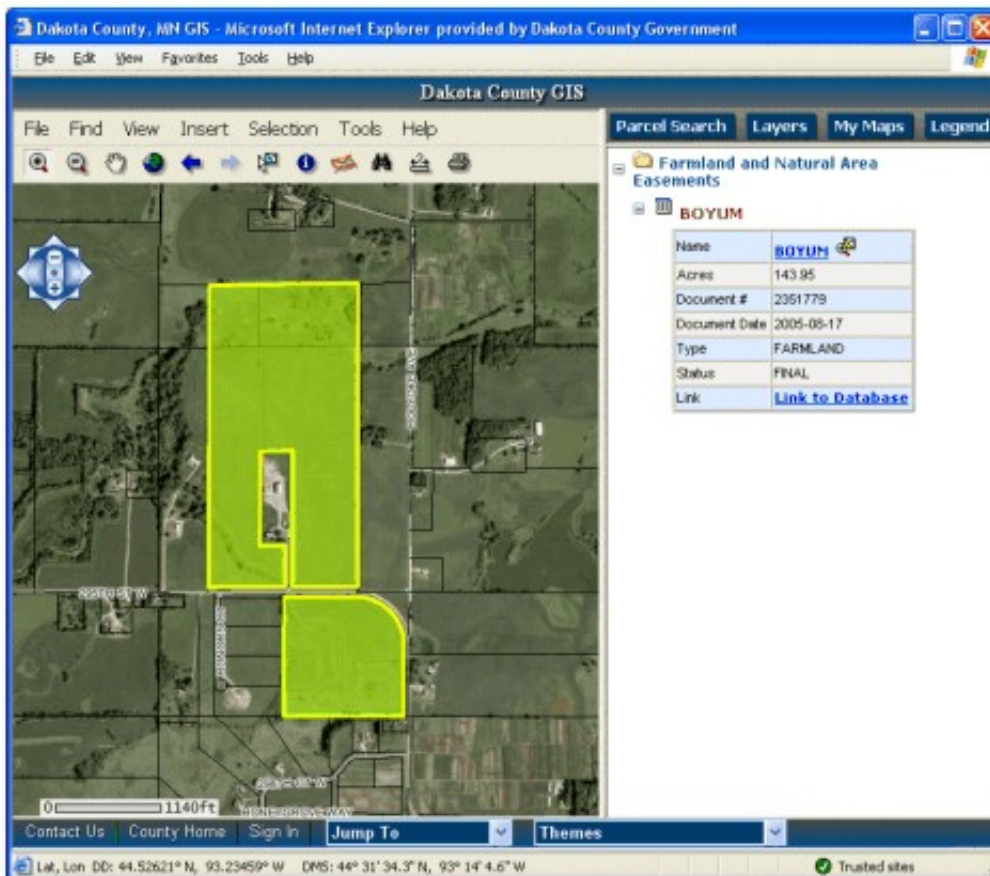 Dakota County, MN GIS - Microsoft Internet Explorer provided by Dakota County Government
File Edit View Favorites Tools Help
Dakota County GIS
File Find View Insert Selection Tools Help
Parcel Search Layers My Maps Legend
Farmland and Natural Area
Easements
BOYUM
Name BOYUM
Acres 143.95
Document # 2351779
Document Date 2005-08-17
Type FARMLAND
Status FINAL
Link Link to Database
0 1140ft
Contact Us County Home Sign In Jump To Themes
Lat, Lon DD: 44.52621° N, 93.23459° W DMS: 44° 31' 34.3" N, 93° 14' 4.6" W Trusted sites